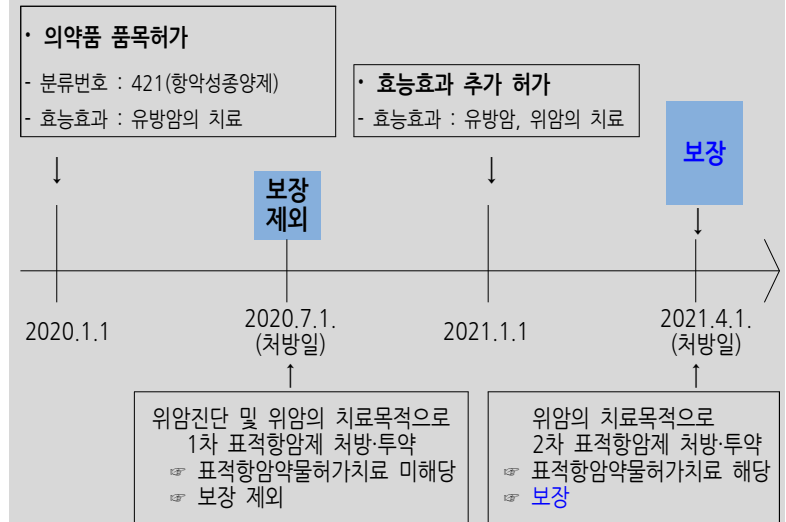 · 의약품 품목허가
- 분류번호 : 421(항악성종양제)
- 효능효과 : 유방암의 치료
· 효능효과 추가 허가
- 효능효과 : 유방암, 위암의 치료
보장
제외
보장
2020.1.1
2020.7.1.
(처방일)
2021.1.1
2021.4.1.
(처방일)
위암진단 및 위암의 치료목적으로
1차 표적항암제 처방·투약
☞ 표적항암약물허가치료 미해당
☞ 보장 제외
위암의 치료목적으로
2차 표적항암제 처방·투약
☞ 표적항암약물허가치료 해당
☞ 보장